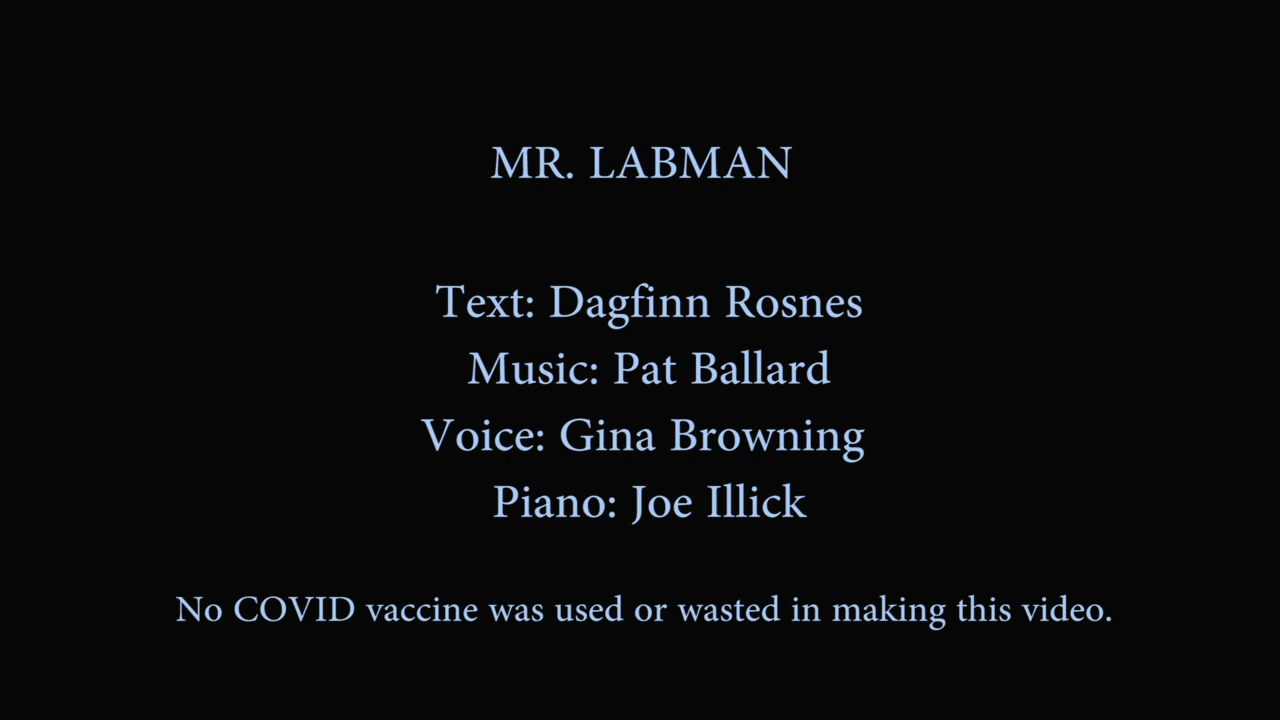 MR. LABMAN
Text: Dagfinn Rosnes
Music: Pat Ballard
Voice: Gina Browning
Piano: Joe Illick
No COVID vaccine was used or wasted in making this video.